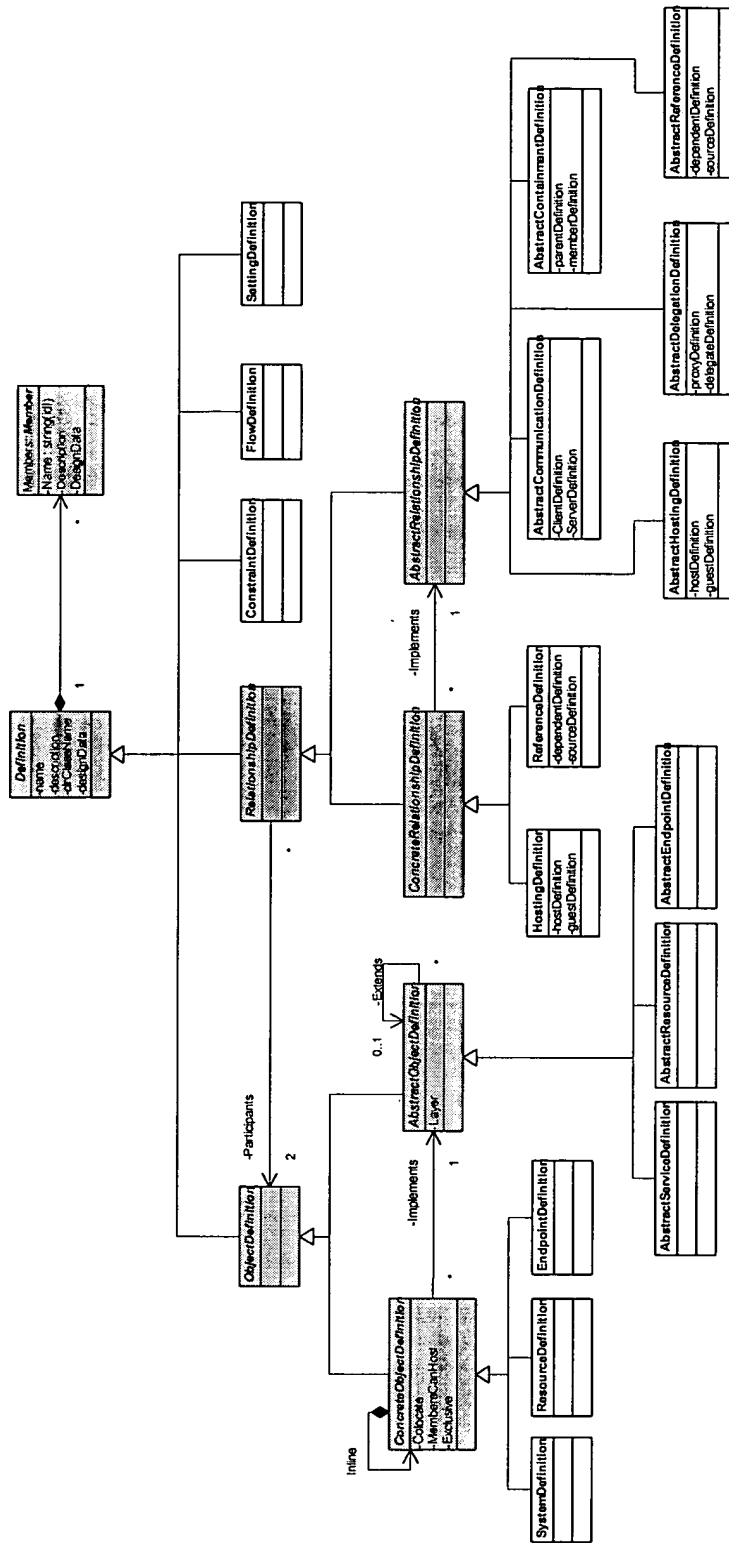 Definition
-name
-description
-clrClassName
-designData
1
*
Members::Member
-Name : string(idl)
-Description
-DesignData
ObjectDefinition
-Participants
2
*
RelationshipDefinition
ConstraintDefinition
FlowDefinition
SettingDefinition
Inline
ConcreteObjectDefinition
-Colocate
-MembersCanHost
-Exclusive
-Implements
*
1
AbstractObjectDefinition
-Layer
-Extends
0..1
*
ConcreteRelationshipDefinition
-Implements
*
1
AbstractRelationshipDefinition
SystemDefinition
ResourceDefinition
EndpointDefinition
HostingDefinition
-hostDefinition
-guestDefinition
ReferenceDefinition
-dependentDefinition
-sourceDefinition
AbstractCommunicationDefinition
-ClientDefinition
-ServerDefinition
AbstractContainmentDefinition
-parentDefinition
-memberDefinition
AbstractServiceDefinition
AbstractResourceDefinition
AbstractEndpointDefinition
AbstractHostingDefinition
-hostDefinition
-guestDefinition
AbstractDelegationDefinition
-proxyDefinition
-delegateDefinition
AbstractReferenceDefinition
-dependentDefinition
-sourceDefinition